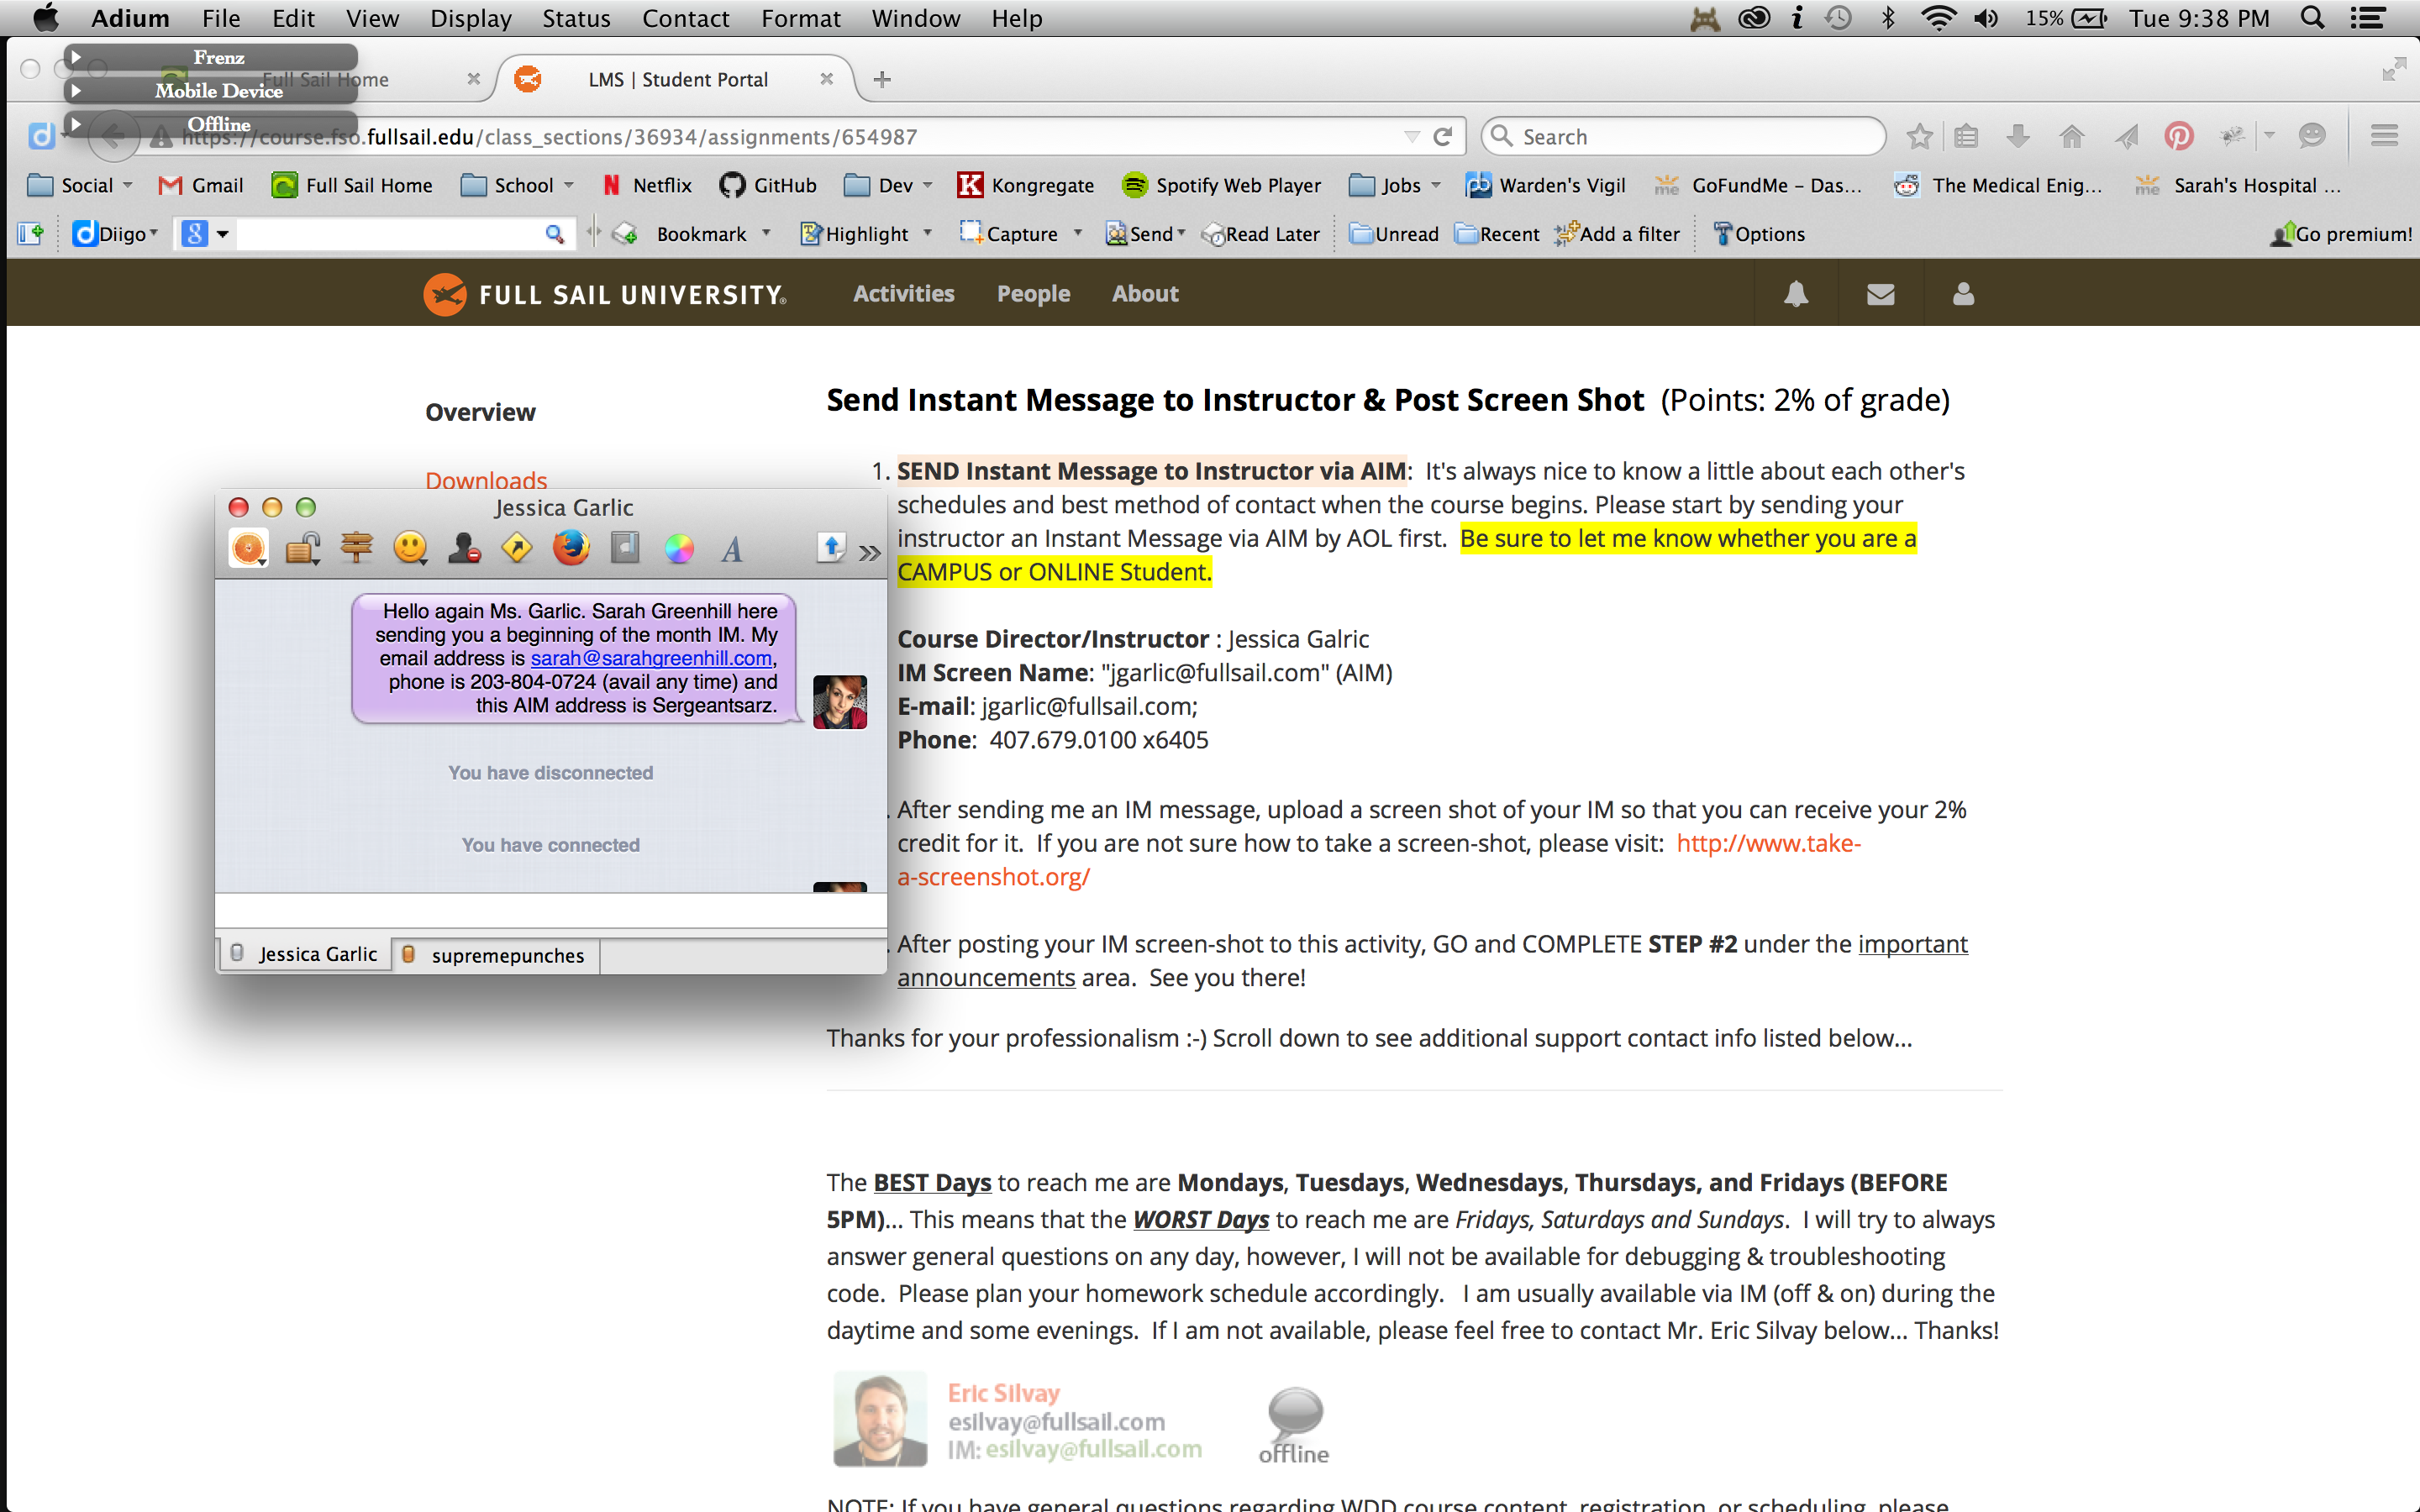 Adium File Edit View Display Status Contact Format Window Help 15% Tue 9:38 PM
Frenz
Full Sail Home LMS | Student Portal
Mobile Device
Offline
https://course.fso.fullsail.edu/class_sections/36934/assignments/654987 Search
Social Gmail Full Sail Home School Netflix GitHub Dev Kongregate Spotify Web Player Jobs Warden's Vigil GoFundMe – Das... The Medical Enig... Sarah's Hospital ...
Diigo Bookmark Highlight Capture Send Read Later Unread Recent Add a filter Options Go premium!
FULL SAIL UNIVERSITY® Activities People About
Overview
Downloads
Send Instant Message to Instructor & Post Screen Shot (Points: 2% of grade)
1. SEND Instant Message to Instructor via AIM: It's always nice to know a little about each other's
schedules and best method of contact when the course begins. Please start by sending your
instructor an Instant Message via AIM by AOL first. Be sure to let me know whether you are a
CAMPUS or ONLINE Student.
Course Director/Instructor : Jessica Galric
IM Screen Name: "jgarlic@fullsail.com" (AIM)
E-mail: jgarlic@fullsail.com;
Phone: 407.679.0100 x6405
. After sending me an IM message, upload a screen shot of your IM so that you can receive your 2%
credit for it. If you are not sure how to take a screen-shot, please visit: http://www.take-
a-screenshot.org/
. After posting your IM screen-shot to this activity, GO and COMPLETE STEP #2 under the important
announcements area. See you there!
Thanks for your professionalism :-) Scroll down to see additional support contact info listed below...
The BEST Days to reach me are Mondays, Tuesdays, Wednesdays, Thursdays, and Fridays (BEFORE
5PM)... This means that the WORST Days to reach me are Fridays, Saturdays and Sundays. I will try to always
answer general questions on any day, however, I will not be available for debugging & troubleshooting
code. Please plan your homework schedule accordingly. I am usually available via IM (off & on) during the
daytime and some evenings. If I am not available, please feel free to contact Mr. Eric Silvay below... Thanks!
Eric Silvay
esilvay@fullsail.com
IM: esilvay@fullsail.com
offline
NOTE: If you have general questions regarding WDD course content, registration, or scheduling, please
Jessica Garlic
Hello again Ms. Garlic. Sarah Greenhill here
sending you a beginning of the month IM. My
email address is sarah@sarahgreenhill.com,
phone is 203-804-0724 (avail any time) and
this AIM address is Sergeantsarz.
You have disconnected
You have connected
Jessica Garlic supremepunches